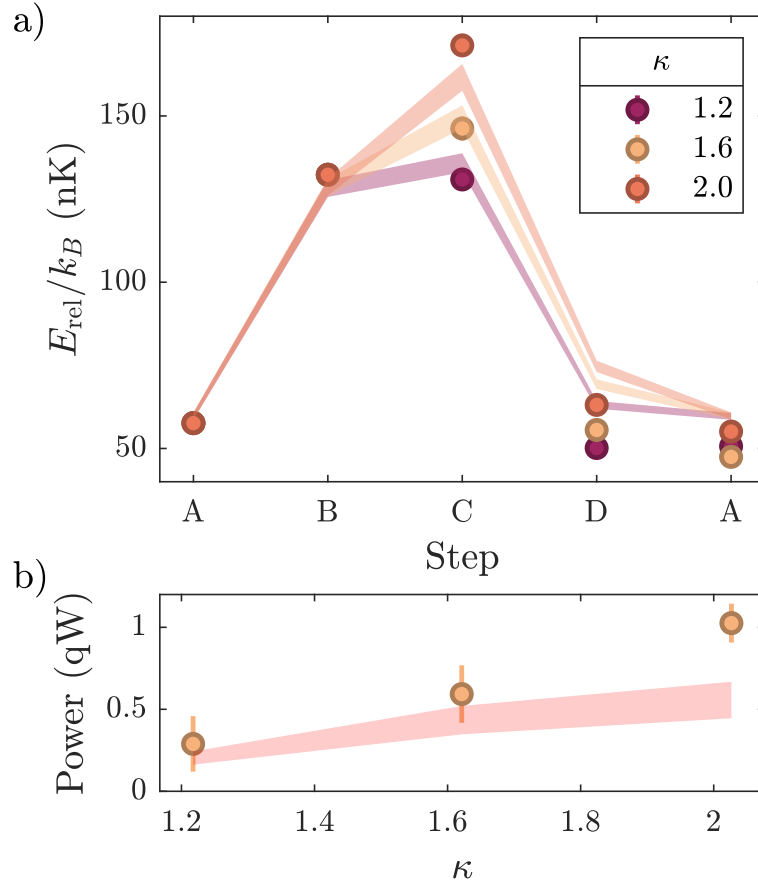 a)
κ
1.2
1.6
2.0
150
100
50
E_rel/k_B (nK)
A B C D A
Step
b)
1
0.5
0
Power (qW)
1.2 1.4 1.6 1.8 2
κ